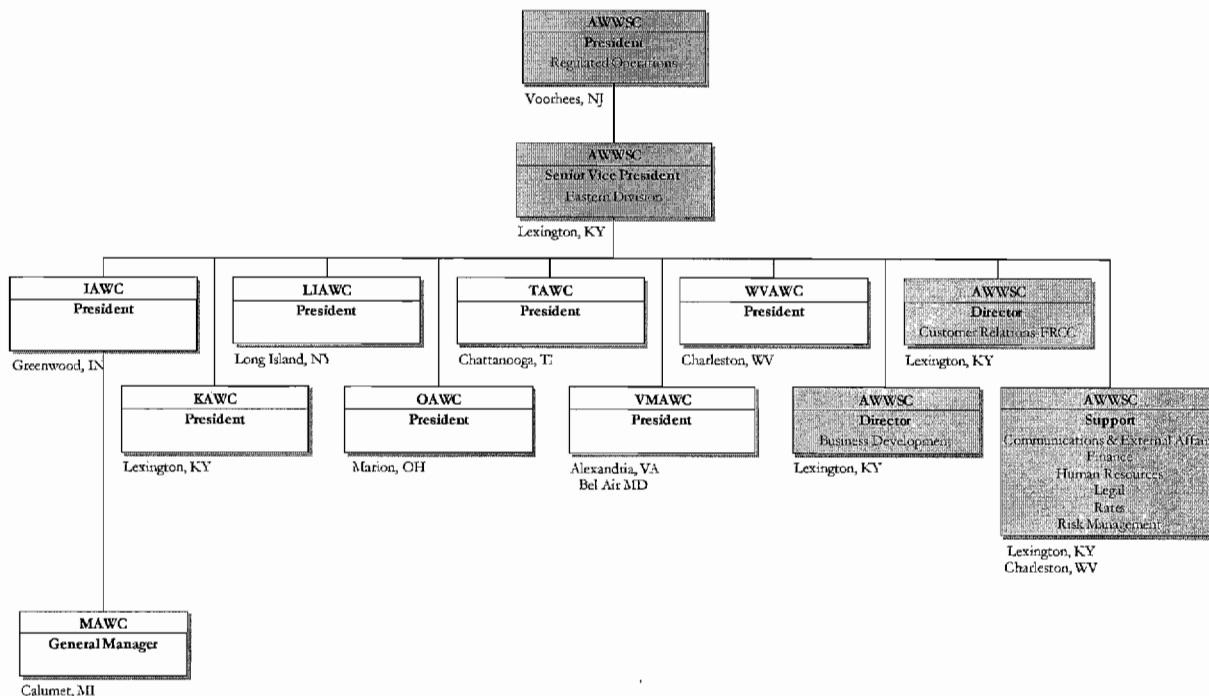 AWWSC
President
Regulated Operations
Voorhees, NJ
AWWSC
Senior Vice President
Eastern Division
Lexington, KY
IAWC
President
Greenwood, IN
LIAWC
President
Long Island, NY
TAWC
President
Chattanooga, T
WVAWC
President
Charleston, WV
AWWSC
Director
Customer Relations-FRCC
Lexington, KY
KAWC
President
Lexington, KY
OAWC
President
Marion, OH
VMAWC
President
Alexandria, VA
Bel Air MD
AWWSC
Director
Business Development
Lexington, KY
AWWSC
Support
Communications & External Affair
Finance
Human Resources
Legal
Rates
Risk Management
Lexington, KY
Charleston, WV
MAWC
General Manager
Calumet, MI